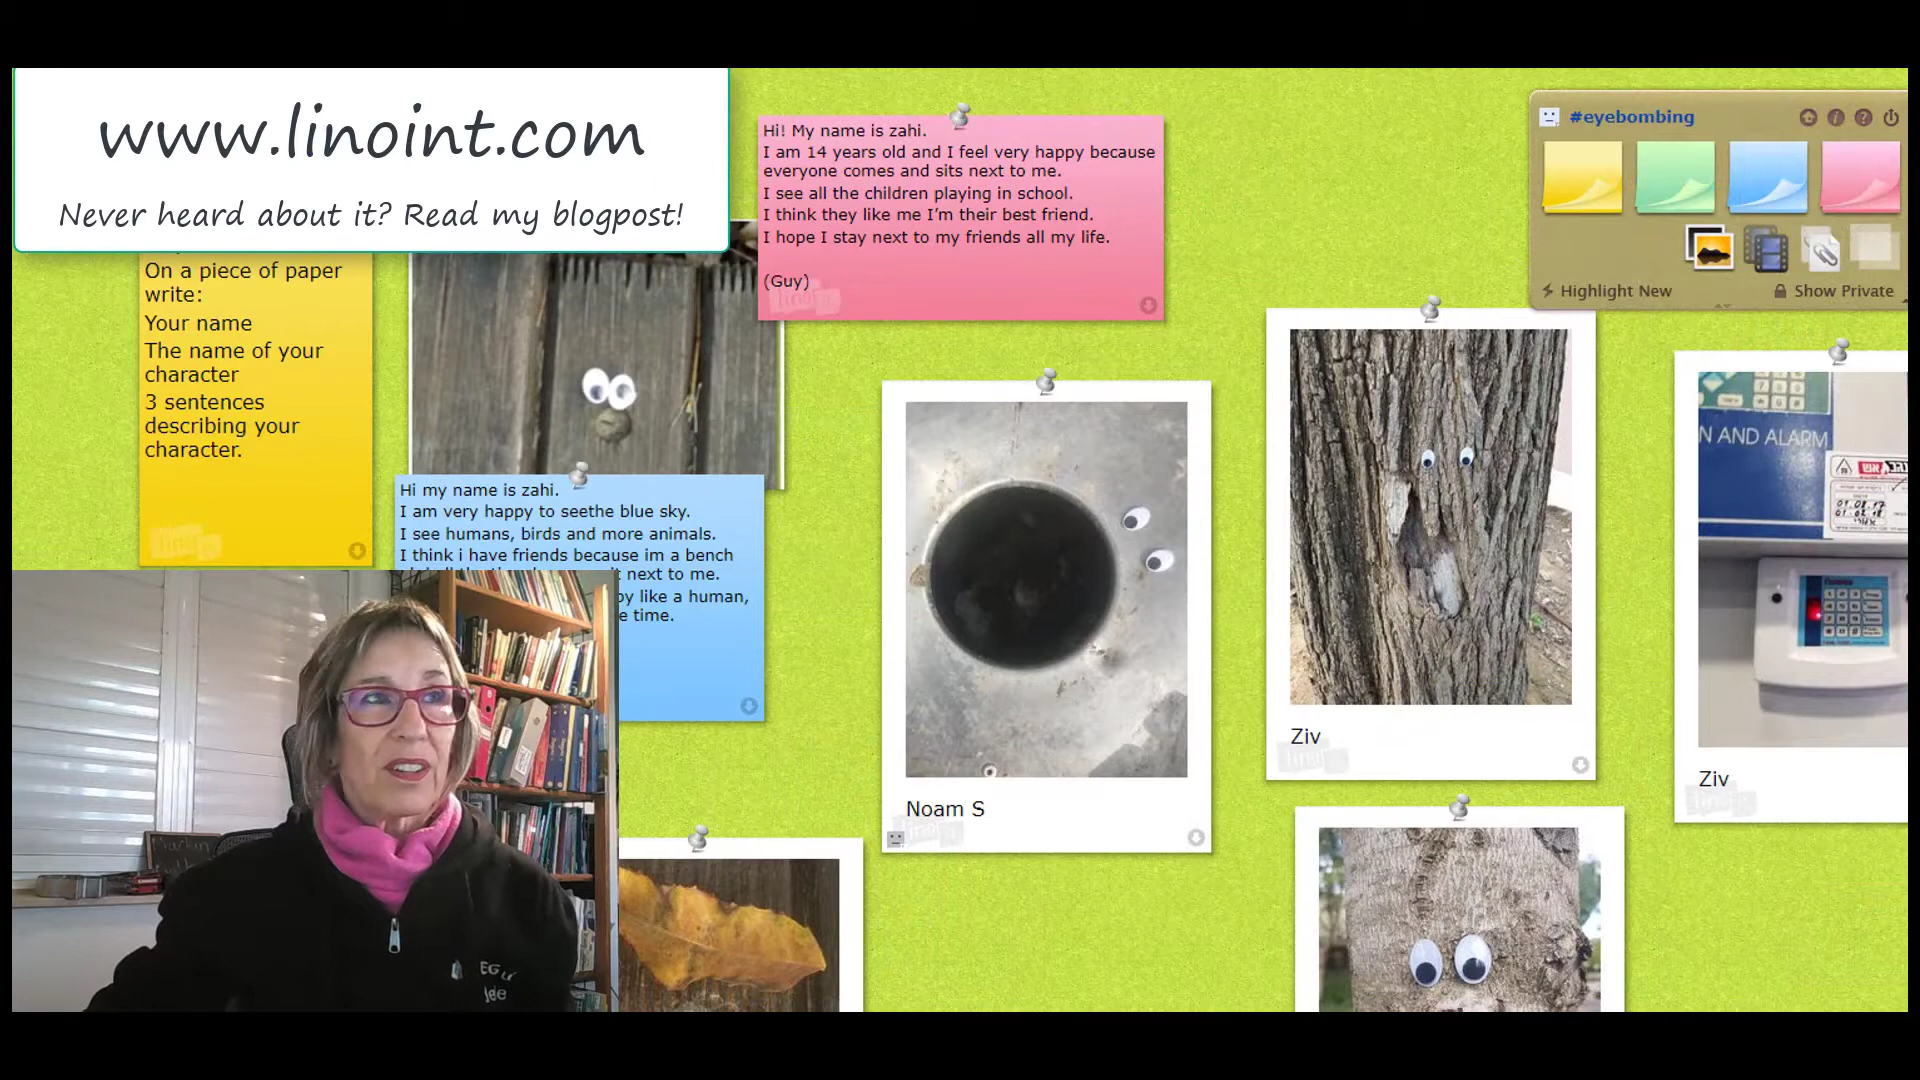 www.linoint.com
Never heard about it? Read my blogpost!
On a piece of paper
write:
Your name
The name of your
character
3 sentences
describing your
character.
Hi! My name is zahi.
I am 14 years old and I feel very happy because
everyone comes and sits next to me.
I see all the children playing in school.
I think they like me I’m their best friend.
I hope I stay next to my friends all my life.
(Guy)
Hi my name is zahi.
I am very happy to seethe blue sky.
I see humans, birds and more animals.
I think i have friends because im a bench
next to me.
like a human,
time.
#eyebombing
Highlight New
Show Private
Noam S
Ziv
N AND ALARM
Ziv